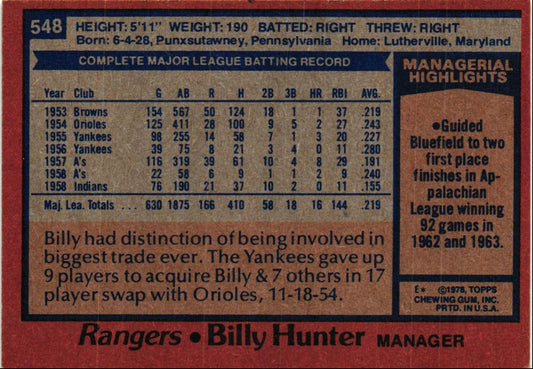 548 HEIGHT: 5'11" WEIGHT: 190 BATTED: RIGHT THREW: RIGHT
Born: 6-4-28, Punxsutawney, Pennsylvania Home: Lutherville, Maryland
COMPLETE MAJOR LEAGUE BATTING RECORD
Year Club G AB R H 2B 3B HR RBI AVG.
1953 Browns 154 567 50 124 18 1 1 37 .219
1954 Orioles 125 411 28 100 9 5 2 27 .243
1955 Yankees 98 255 14 58 7 1 3 20 .227
1956 Yankees 39 75 8 21 3 4 0 11 .280
1957 A's 116 319 39 61 10 4 8 29 .191
1958 A's 22 58 6 9 1 1 2 9 .240
1958 Indians 76 190 21 37 10 2 0 11 .155
Maj. Lea. Totals . . . 630 1875 166 410 58 18 16 144 .219
MANAGERIAL
HIGHLIGHTS
•Guided
Bluefield to two
first place
finishes in Ap-
palachian
League winning
92 games in
1962 and 1963.
Billy had distinction of being involved in
biggest trade ever. The Yankees gave up
9 players to acquire Billy & 7 others in 17
player swap with Orioles, 11-18-54.
E* ©1978, TOPPS
CHEWING GUM, INC.
PRTD. IN U.S.A.
Rangers • Billy Hunter MANAGER